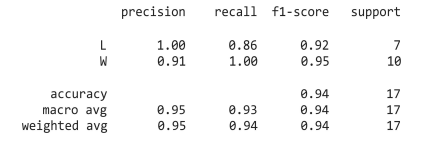 precision recall f1-score support
L 1.00 0.86 0.92 7
W 0.91 1.00 0.95 10
accuracy 0.94 17
macro avg 0.95 0.93 0.94 17
weighted avg 0.95 0.94 0.94 17